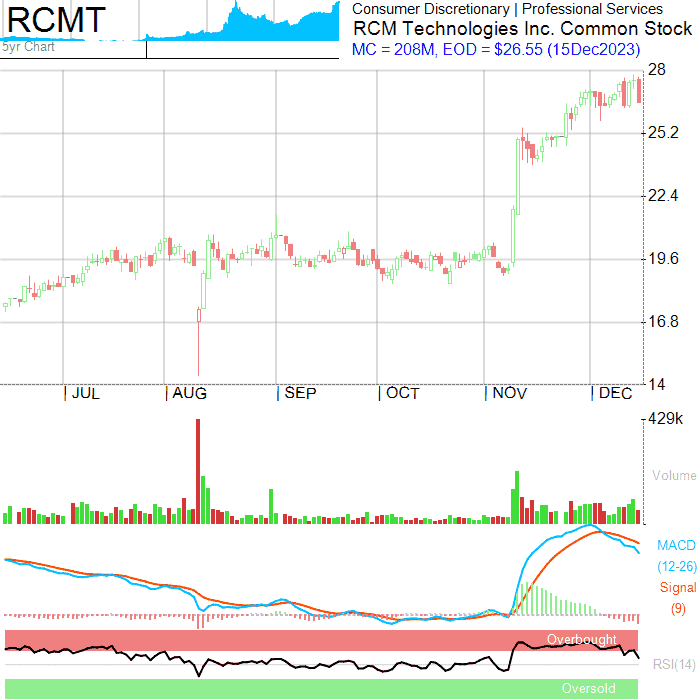 RCMT
5yr Chart
Consumer Discretionary | Professional Services
RCM Technologies Inc. Common Stock
MC = 208M, EOD = $26.55 (15Dec2023)
28
25.2
22.4
19.6
16.8
14
| JUL | AUG | SEP | OCT | NOV | DEC
429k
Volume
MACD
(12-26)
Signal
(9)
Overbought
RSI(14)
Oversold